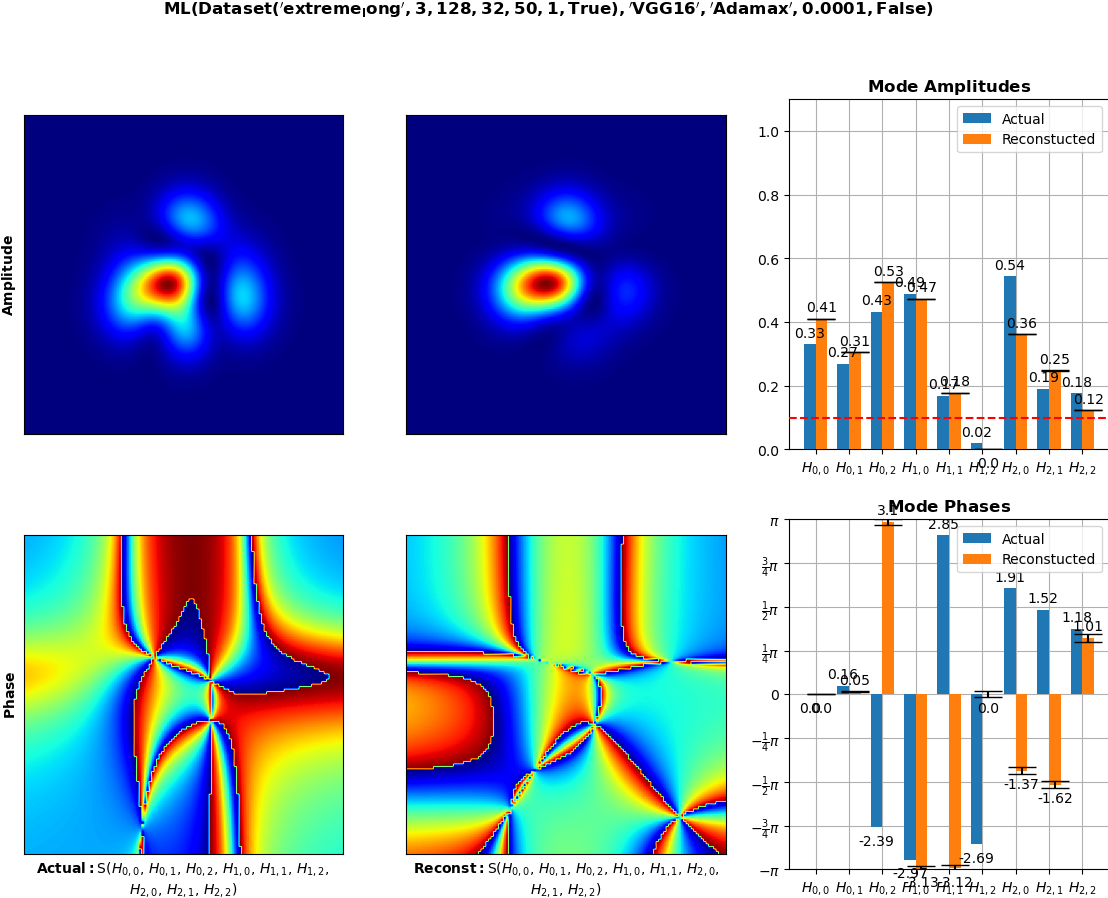 ML(Dataset('extreme_long', 3, 128, 32, 50, 1, True), 'VGG16', 'Adamax', 0.0001, False)
Amplitude
Mode Amplitudes
Actual
Reconstucted
1.0
0.8
0.6
0.4
0.2
0.0
0.33
0.41
0.27
0.31
0.43
0.53
0.49
0.47
0.17
0.18
0.02
0.0
0.54
0.36
0.19
0.25
0.18
0.12
H0,0 H0,1 H0,2 H1,0 H1,1 H1,2 H2,0 H2,1 H2,2
Phase
Actual: S(H0,0, H0,1, H0,2, H1,0, H1,1, H1,2,
H2,0, H2,1, H2,2)
Reconst: S(H0,0, H0,1, H0,2, H1,0, H1,1, H2,0,
H2,1, H2,2)
Mode Phases
Actual
Reconstucted
π
3/4π
1/2π
1/4π
0
−1/4π
−1/2π
−3/4π
−π
0.0
0.0
0.16
0.05
-2.39
3.1
-2.97
-3.13
2.85
-3.12
-2.69
0.0
1.91
-1.37
1.52
-1.62
1.18
1.01
H0,0 H0,1 H0,2 H1,0 H1,1 H1,2 H2,0 H2,1 H2,2